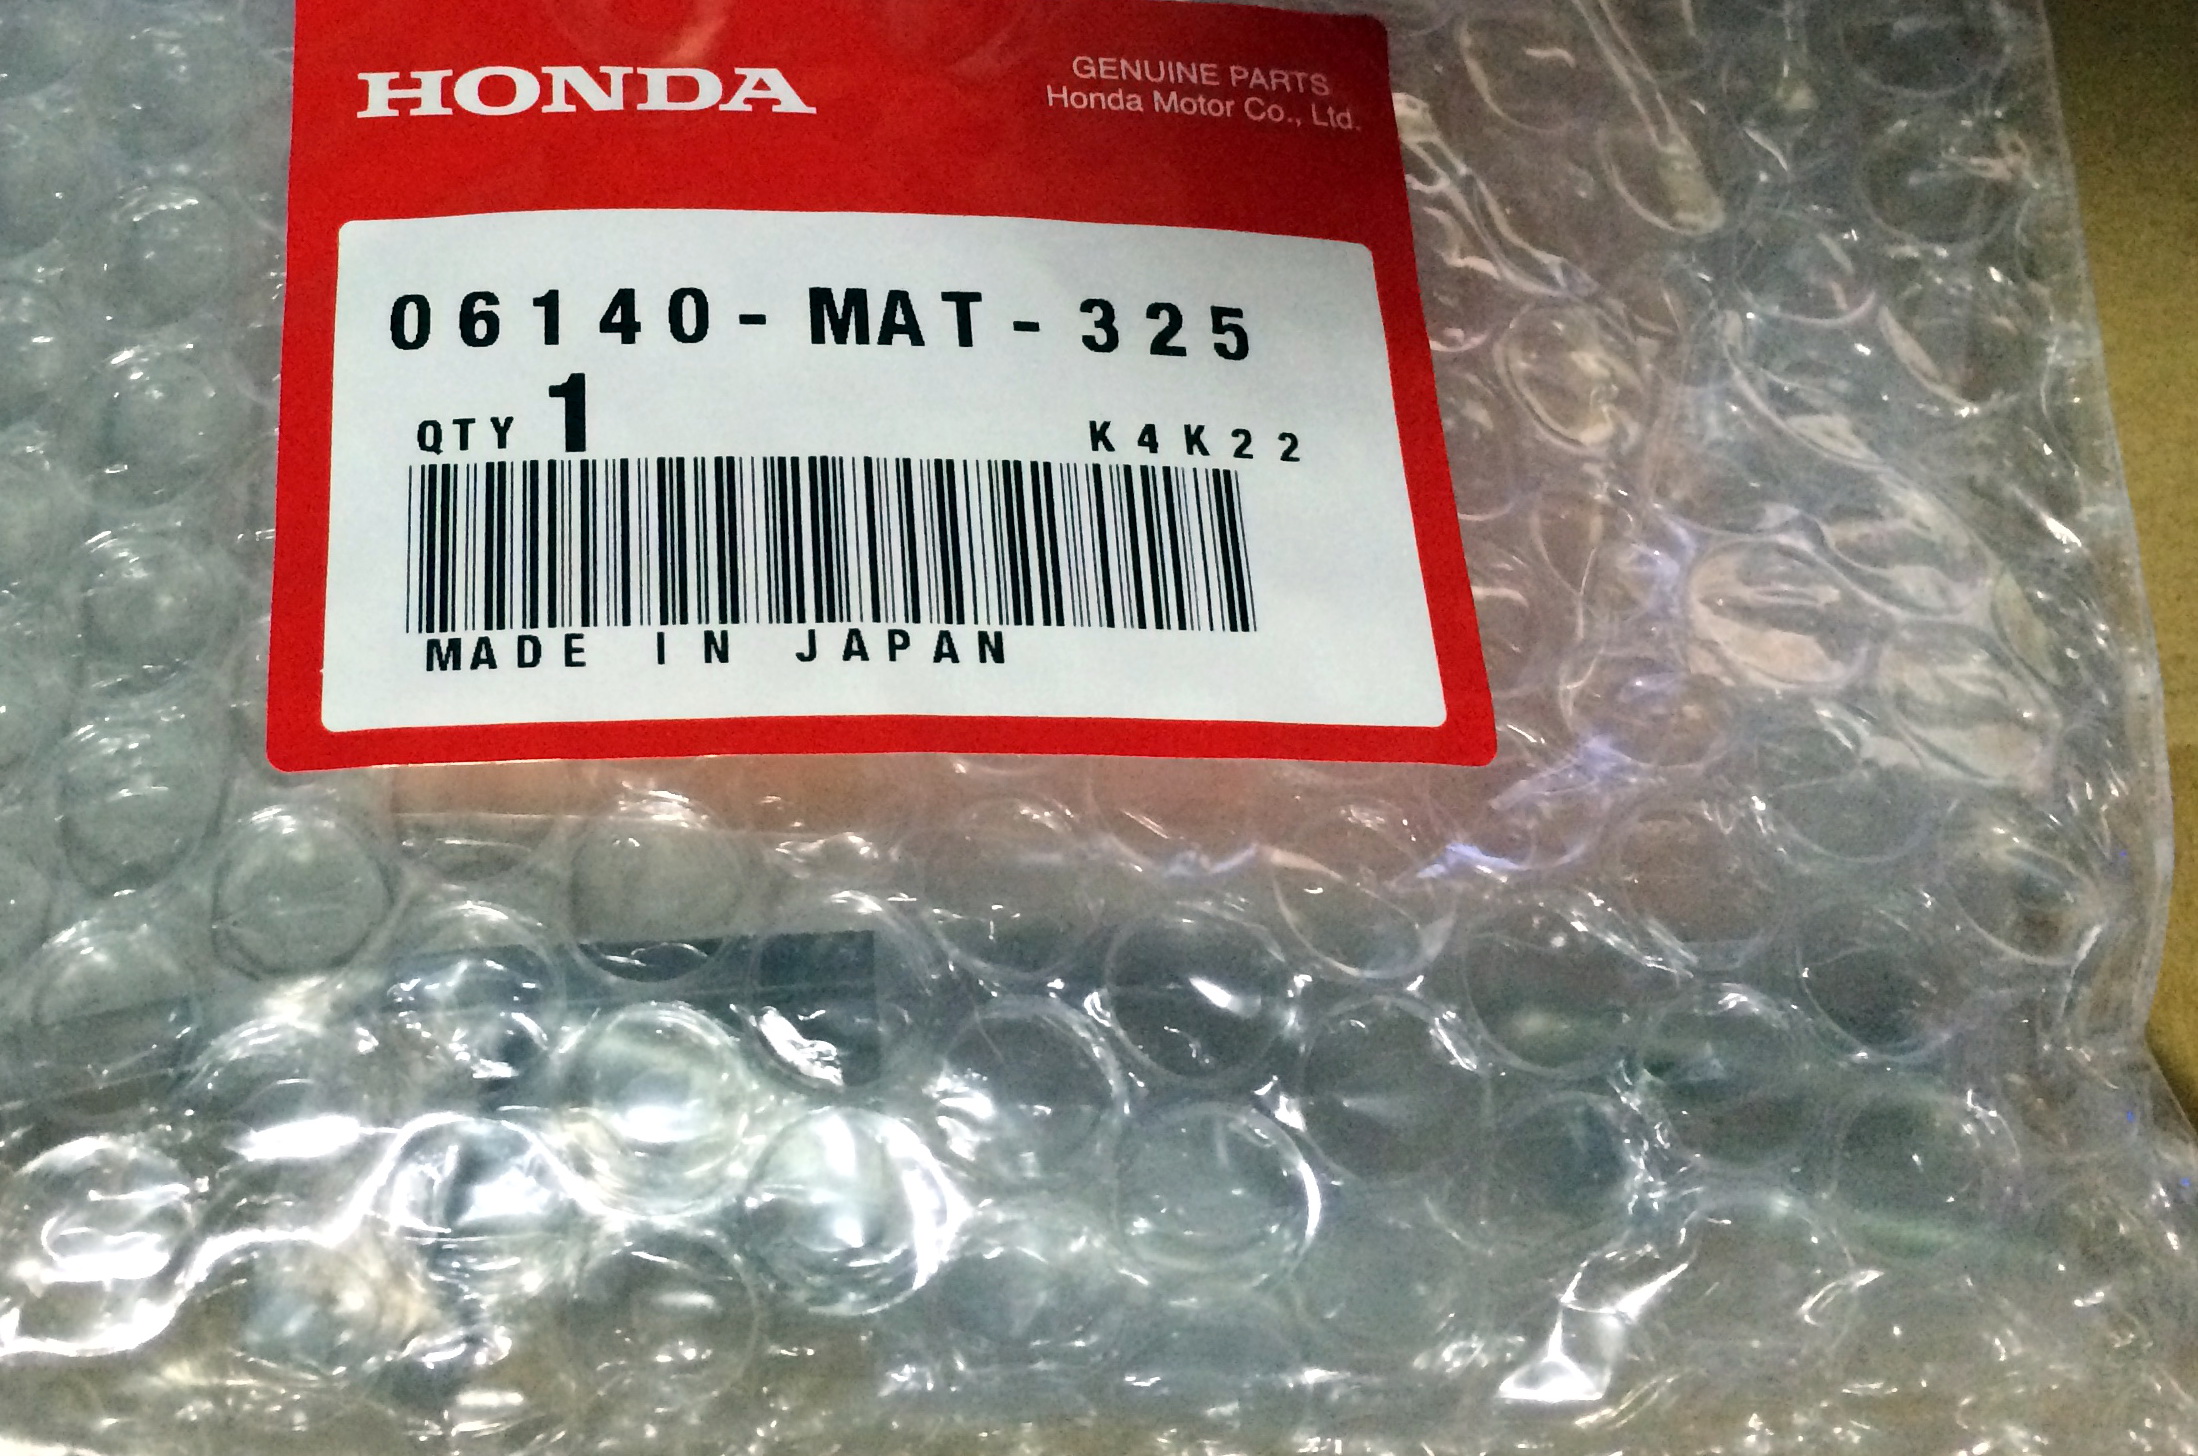 HONDA
GENUINE PARTS
Honda Motor Co., Ltd.
06140-MAT-325
QTY 1
K4K22
MADE IN JAPAN